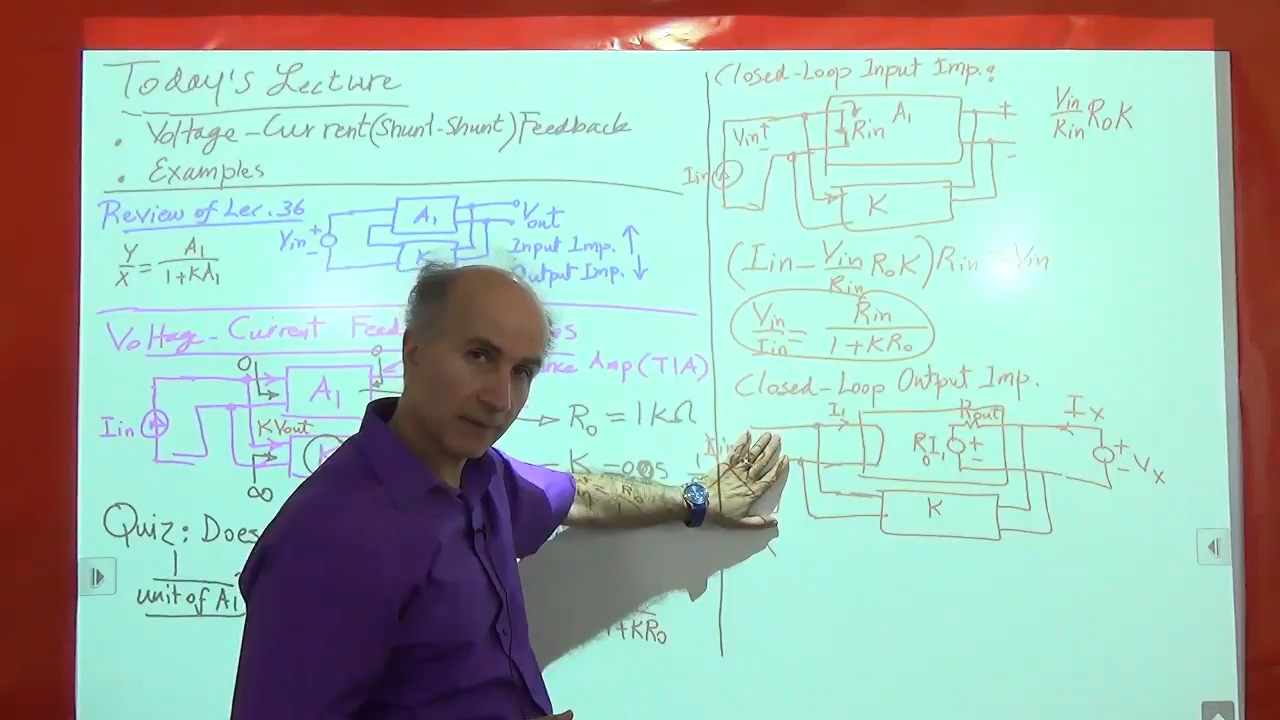 Today's Lecture
. Voltage-Current(Shunt-Shunt)Feedback
. Examples
Review of Lec. 36
Vin + -
A1
Vout
Input Imp. ↑
Output Imp. ↓
Y/X = A1/(1+KA1)
Voltage-Current
Amp(TIA)
0
0
A1
Iin
KVout
∞
→ R0 = 1kΩ
K
Quiz: Does
1/unit of A1
1+KR0
Closed-Loop Input Imp.:
Vin + -
Rin
A1
+
-
Iin
K
Vin/Rin R0K
(Iin - Vin/Rin R0K)Rin = Vin
Vin/Iin = Rin/(1+KR0)
Closed-Loop Output Imp.
I1
Rout
Ix
R0I1
+
-
+
-
Vx
K